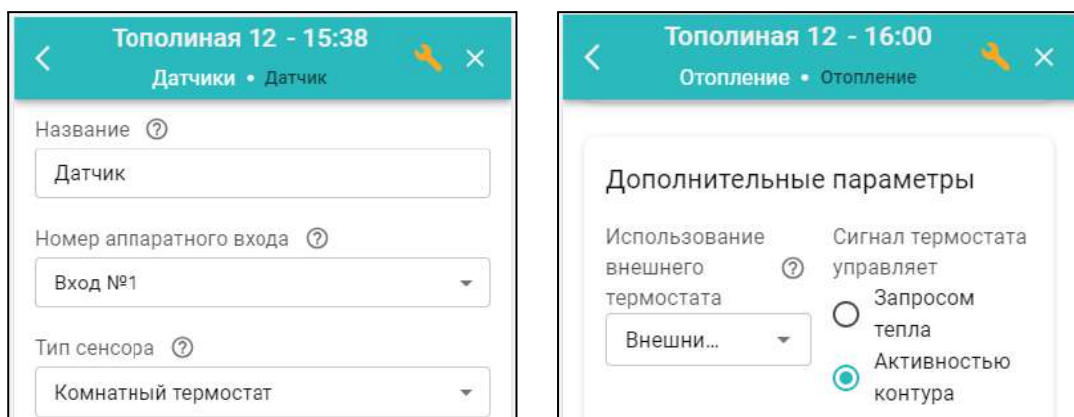 Тополиная 12 - 15:38
Датчики • Датчик
Название
Датчик
Номер аппаратного входа
Вход №1
Тип сенсора
Комнатный термостат
Тополиная 12 - 16:00
Отопление • Отопление
Дополнительные параметры
Использование
внешнего
термостата
Внешни...
Сигнал термостата
управляет
Запросом
тепла
Активностью
контура